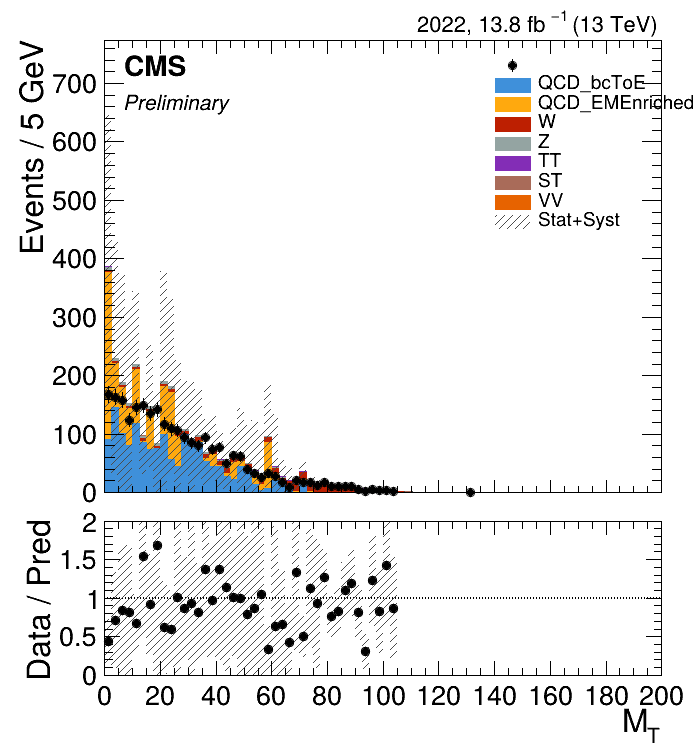 2022, 13.8 fb⁻¹ (13 TeV)
CMS
Preliminary
QCD_bcToE
QCD_EMEnriched
W
Z
TT
ST
VV
Stat+Syst
Events / 5 GeV
700
600
500
400
300
200
100
0
Data / Pred
2
1.5
1
0.5
0
0 20 40 60 80 100 120 140 160 180 200
M_T